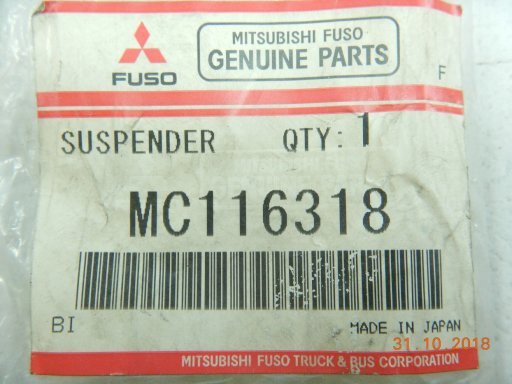 FUSO
MITSUBISHI FUSO
GENUINE PARTS
F
SUSPENDER QTY: 1
MC116318
BI
MADE IN JAPAN
31.10.2018
MITSUBISHI FUSO TRUCK & BUS CORPORATION